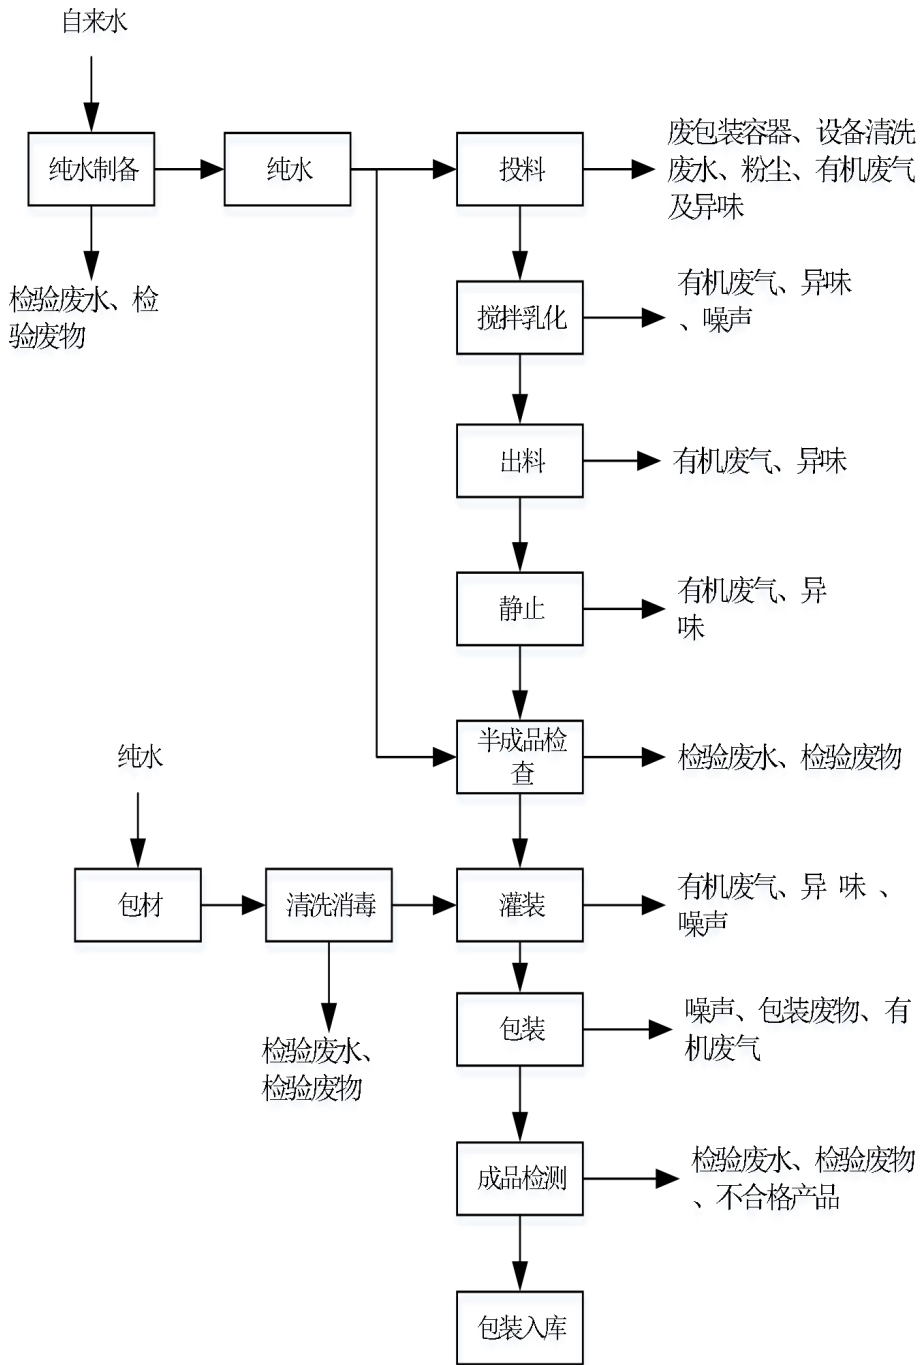 自来水
纯水制备
纯水
投料
废包装容器、设备清洗
废水、粉尘、有机废气
及异味
检验废水、检
验废物
搅拌乳化
有机废气、异味
、噪声
出料
有机废气、异味
静止
有机废气、异
味
半成品检
查
检验废水、检验废物
纯水
包材
清洗消毒
灌装
有机废气、异 味 、
噪声
检验废水、
检验废物
包装
噪声、包装废物、有
机废气
成品检测
检验废水、检验废物
、不合格产品
包装入库